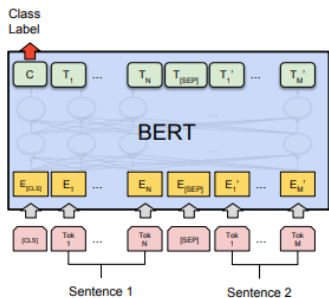 Class
Label
C T1 ... TN T[SEP] T1' ... TM'
BERT
E[CLS] E1 ... EN E[SEP] E1' ... EM'
[CLS] Tok 1 ... Tok N [SEP] Tok 1 ... Tok M
Sentence 1 Sentence 2